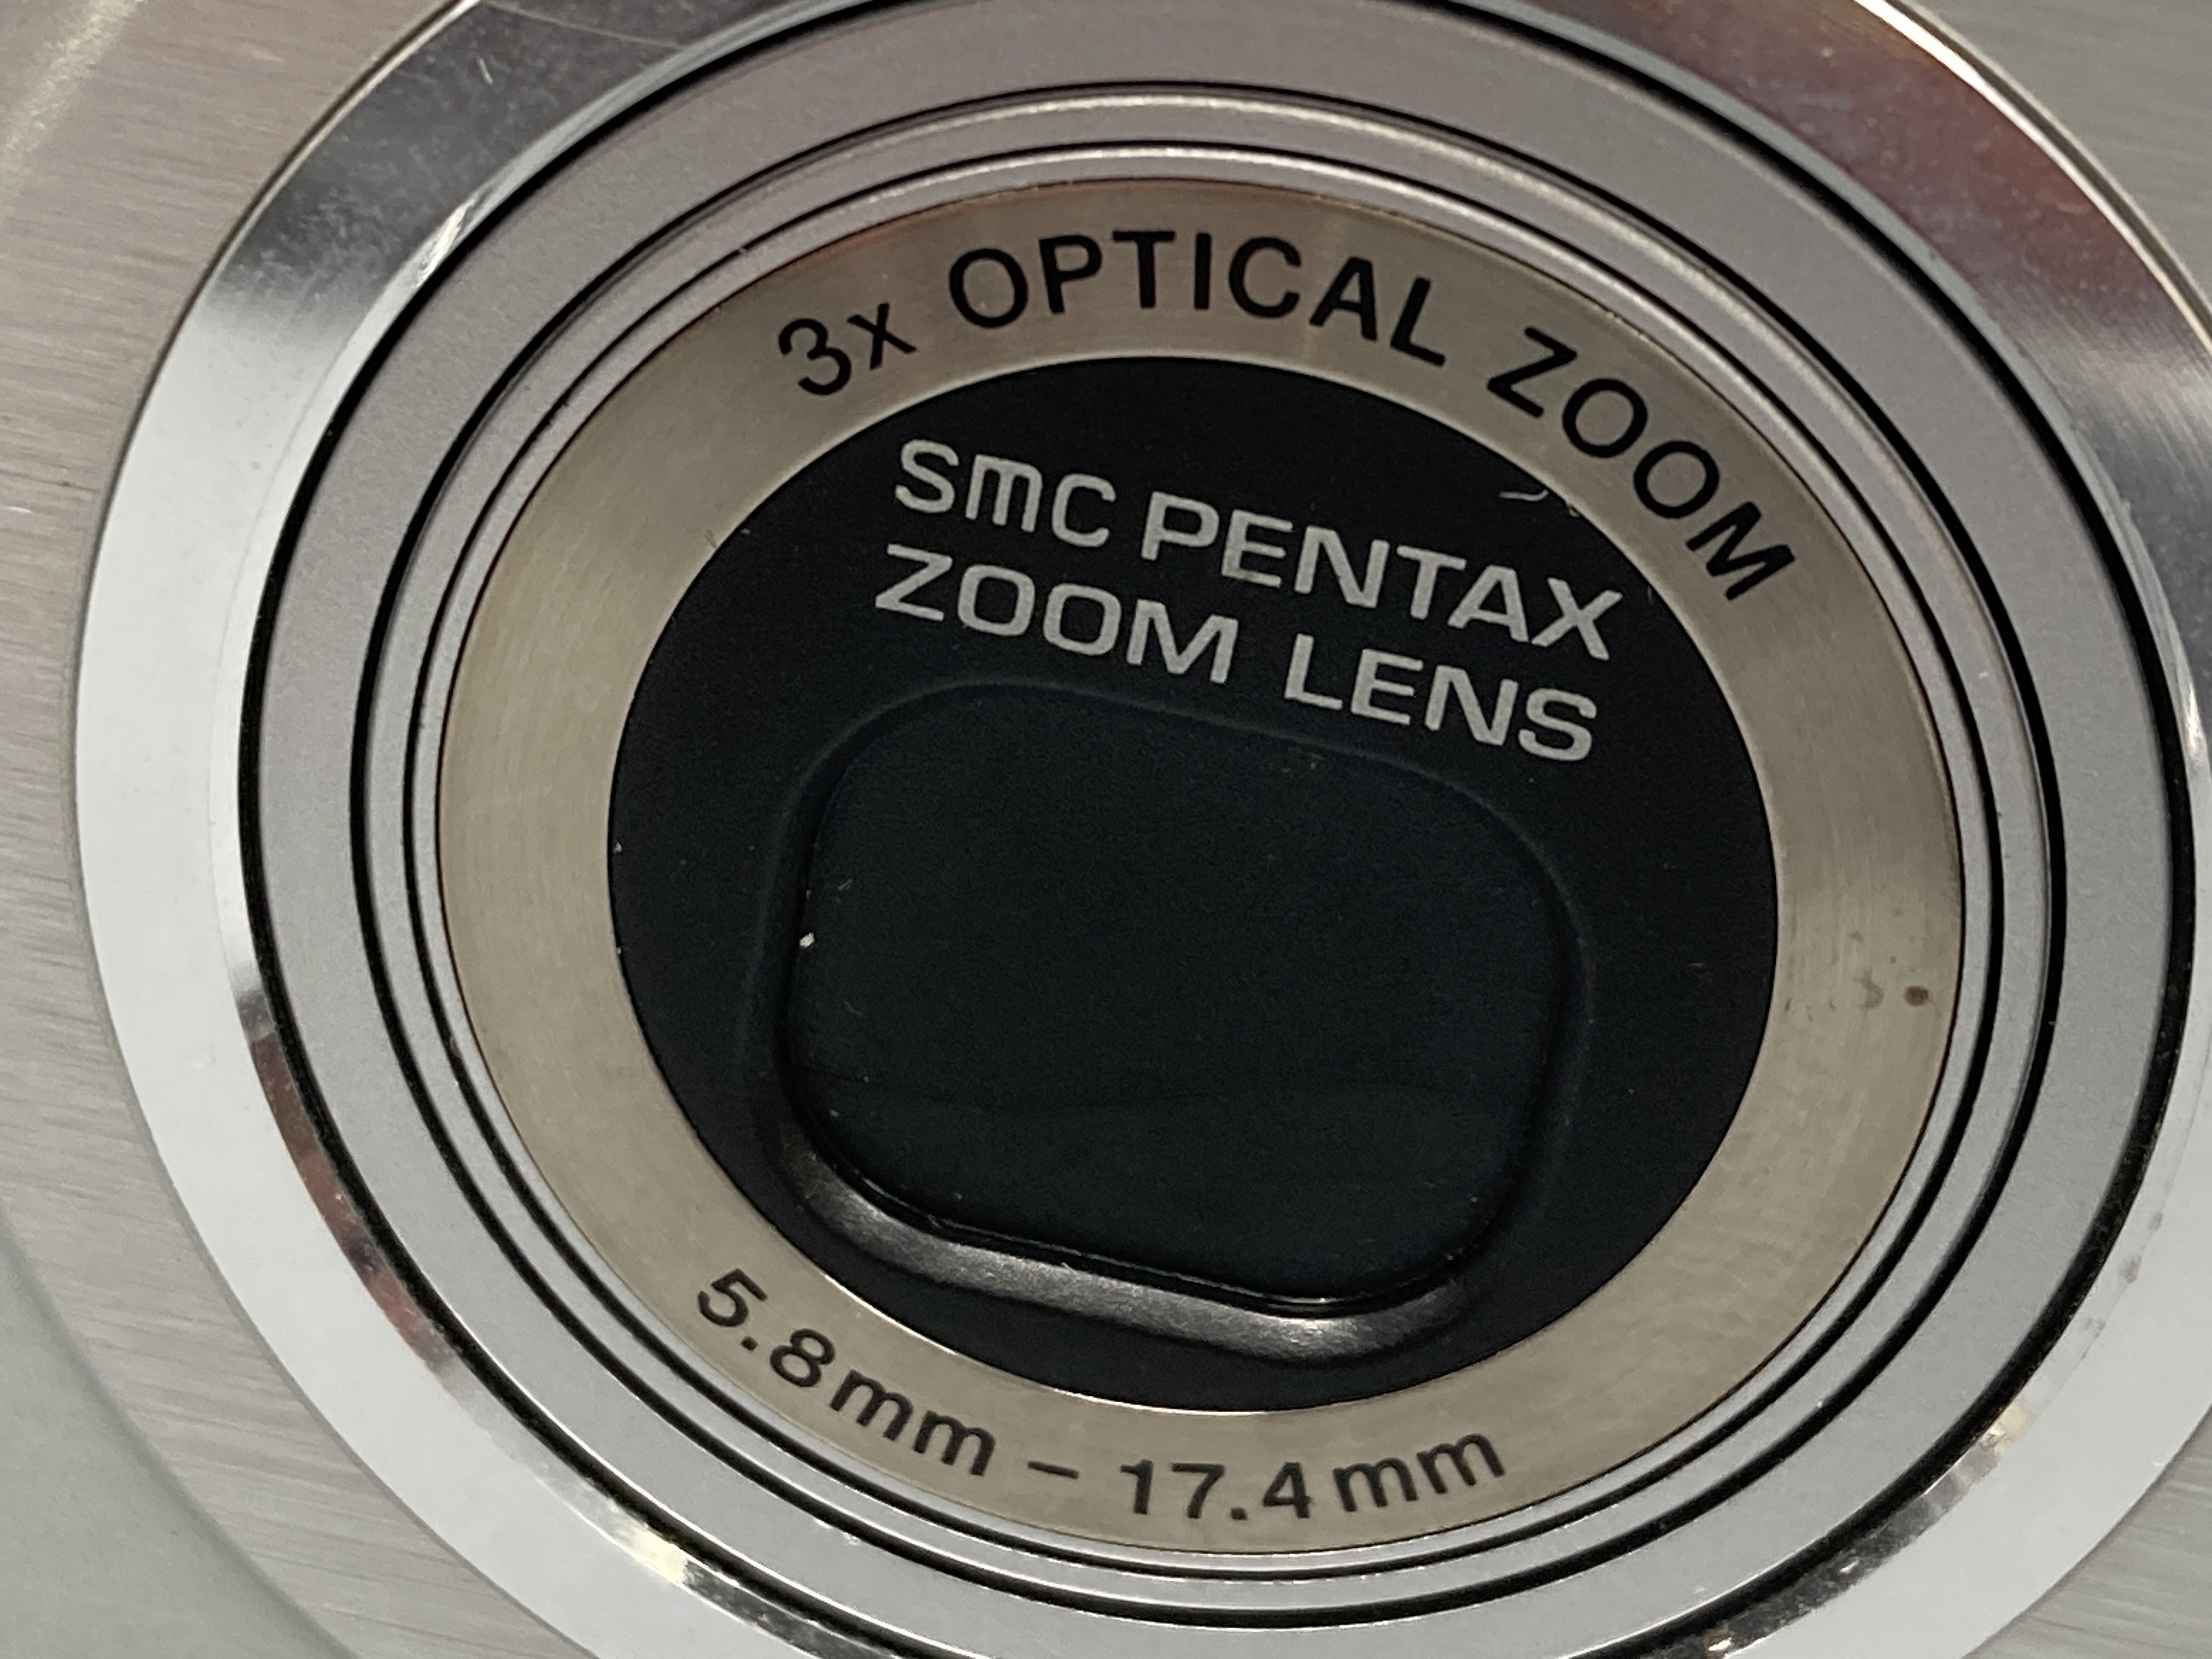 3x OPTICAL ZOOM
smc PENTAX
ZOOM LENS
5.8mm – 17.4mm